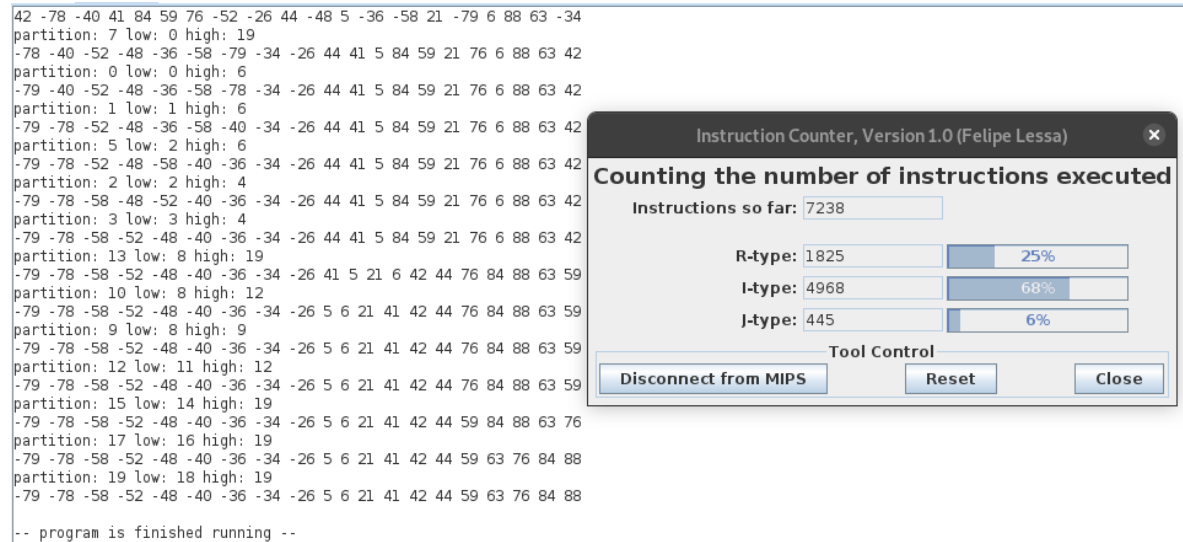 42 -78 -40 41 84 59 76 -52 -26 44 -48 5 -36 -58 21 -79 6 88 63 -34
partition: 7 low: 0 high: 19
-78 -40 -52 -48 -36 -58 -79 -34 -26 44 41 5 84 59 21 76 6 88 63 42
partition: 0 low: 0 high: 6
-79 -40 -52 -48 -36 -58 -78 -34 -26 44 41 5 84 59 21 76 6 88 63 42
partition: 1 low: 1 high: 6
-79 -78 -52 -48 -36 -58 -40 -34 -26 44 41 5 84 59 21 76 6 88 63 42
partition: 5 low: 2 high: 6
-79 -78 -52 -48 -58 -40 -36 -34 -26 44 41 5 84 59 21 76 6 88 63 42
partition: 2 low: 2 high: 4
-79 -78 -58 -48 -52 -40 -36 -34 -26 44 41 5 84 59 21 76 6 88 63 42
partition: 3 low: 3 high: 4
-79 -78 -58 -52 -48 -40 -36 -34 -26 44 41 5 84 59 21 76 6 88 63 42
partition: 13 low: 8 high: 19
-79 -78 -58 -52 -48 -40 -36 -34 -26 41 5 21 6 42 44 76 84 88 63 59
partition: 10 low: 8 high: 12
-79 -78 -58 -52 -48 -40 -36 -34 -26 5 6 21 41 42 44 76 84 88 63 59
partition: 9 low: 8 high: 9
-79 -78 -58 -52 -48 -40 -36 -34 -26 5 6 21 41 42 44 76 84 88 63 59
partition: 12 low: 11 high: 12
-79 -78 -58 -52 -48 -40 -36 -34 -26 5 6 21 41 42 44 76 84 88 63 59
partition: 15 low: 14 high: 19
-79 -78 -58 -52 -48 -40 -36 -34 -26 5 6 21 41 42 44 59 84 88 63 76
partition: 17 low: 16 high: 19
-79 -78 -58 -52 -48 -40 -36 -34 -26 5 6 21 41 42 44 59 63 76 84 88
partition: 19 low: 18 high: 19
-79 -78 -58 -52 -48 -40 -36 -34 -26 5 6 21 41 42 44 59 63 76 84 88
-- program is finished running --
Instruction Counter, Version 1.0 (Felipe Lessa)
Counting the number of instructions executed
Instructions so far: 7238
R-type: 1825 25%
I-type: 4968 68%
J-type: 445 6%
Tool Control
Disconnect from MIPS Reset Close